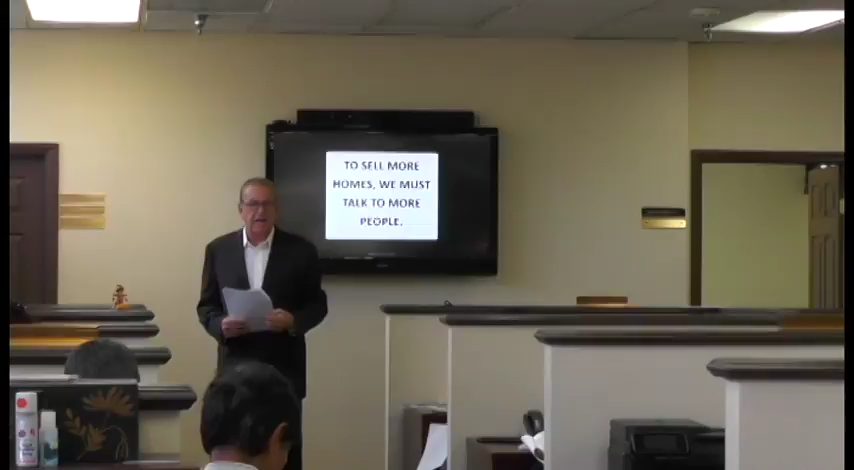 TO SELL MORE
HOMES, WE MUST
TALK TO MORE
PEOPLE.